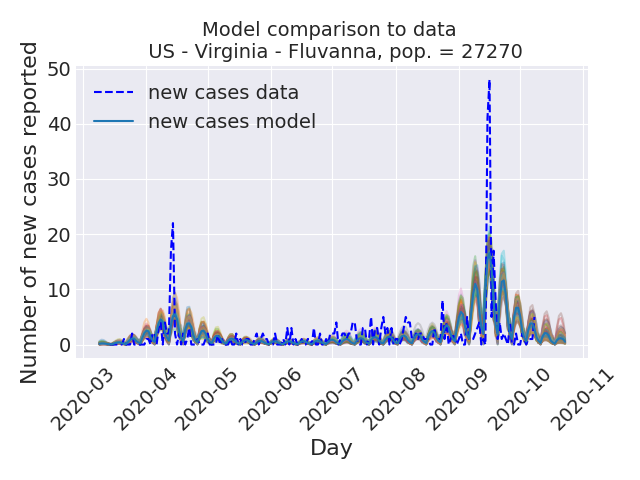 Model comparison to data
US - Virginia - Fluvanna, pop. = 27270
new cases data
new cases model
Number of new cases reported
50
40
30
20
10
0
2020-03
2020-04
2020-05
2020-06
2020-07
2020-08
2020-09
2020-10
2020-11
Day